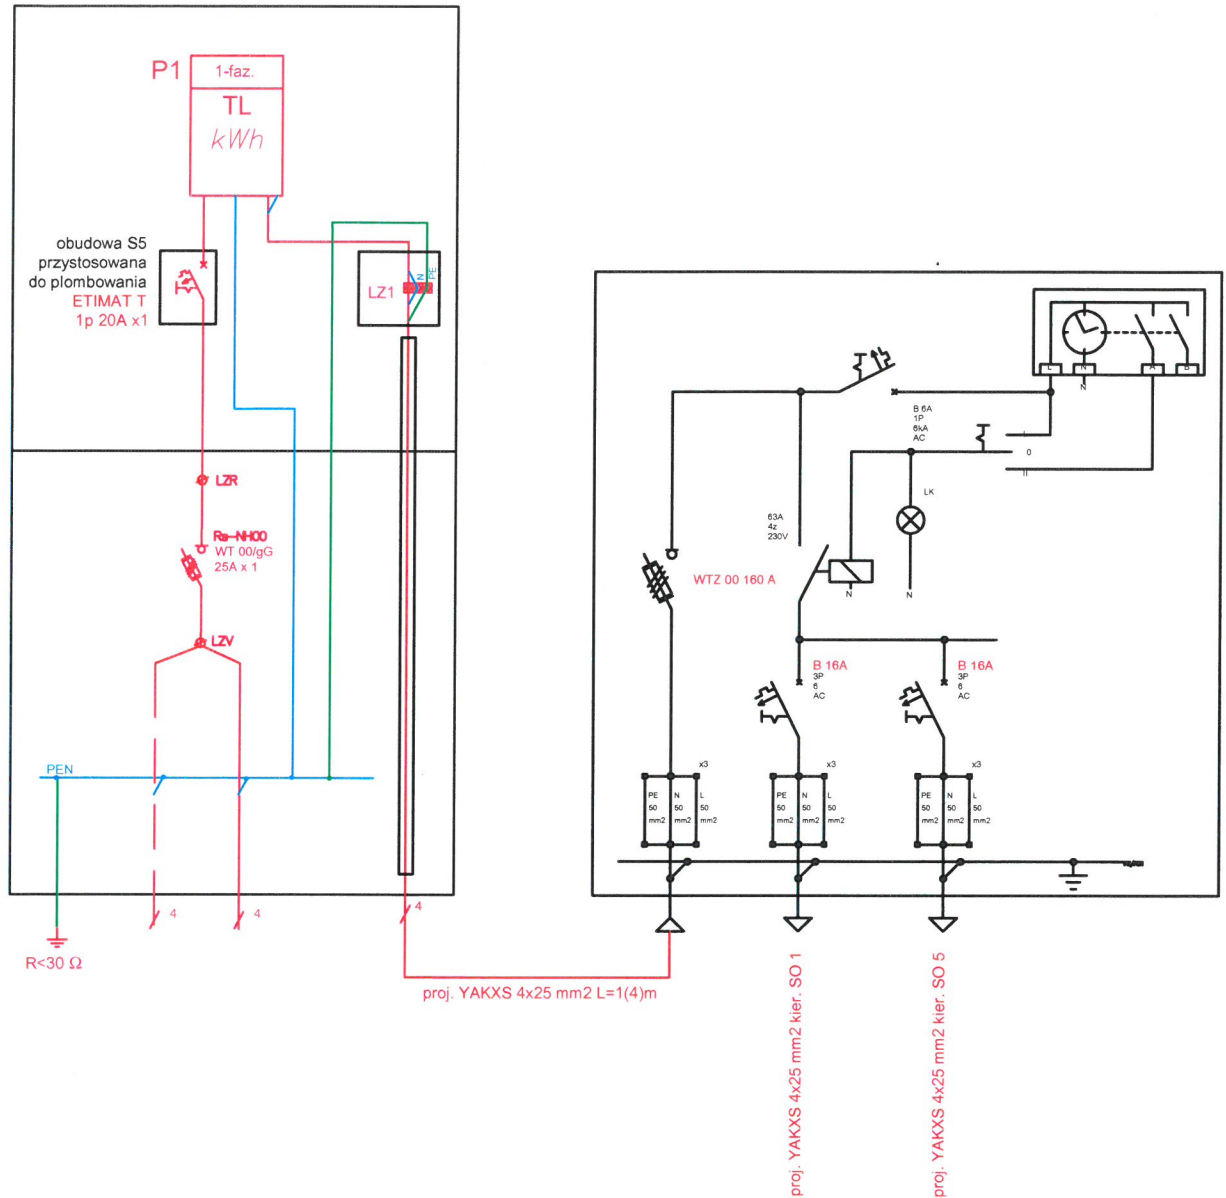 P1
1-faz.
TL
kWh
obudowa S5
przystosowana
do plombowania
ETIMAT T
1p 20A x1
LZ1
N
PE
LZR
Rs-NH00
WT 00/gG
25A x 1
LZV
PEN
4
4
4
R<30 Ω
proj. YAKXS 4x25 mm2 L=1(4)m
L
N
A
B
N
B 6A
1P
6kA
AC
I
0
II
LK
N
63A
4z
230V
N
WTZ 00 160 A
B 16A
3P
6
AC
B 16A
3P
6
AC
x3
PE
50
mm2
N
50
mm2
L
50
mm2
x3
PE
50
mm2
N
50
mm2
L
50
mm2
x3
PE
50
mm2
N
50
mm2
L
50
mm2
proj. YAKXS 4x25 mm2 kier. SO 1
proj. YAKXS 4x25 mm2 kier. SO 5